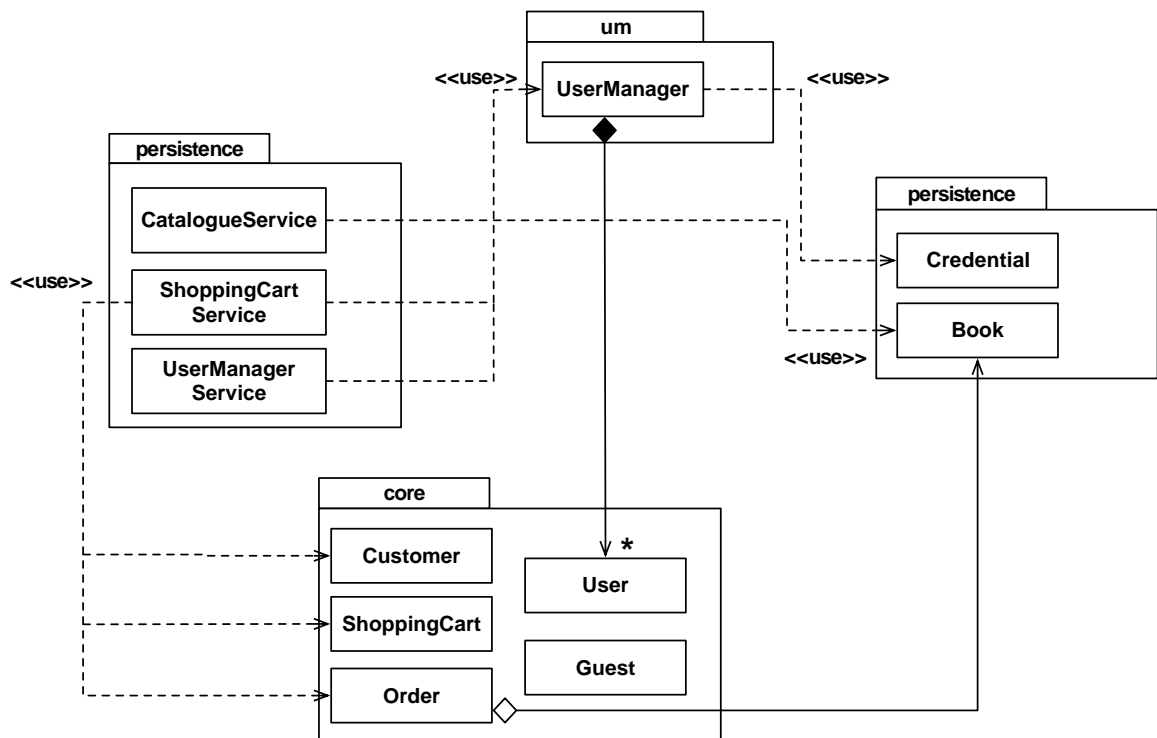 um
<<use>>
UserManager
<<use>>
persistence
CatalogueService
<<use>>
ShoppingCart
Service
UserManager
Service
persistence
Credential
Book
<<use>>
core
Customer
*
User
ShoppingCart
Guest
Order